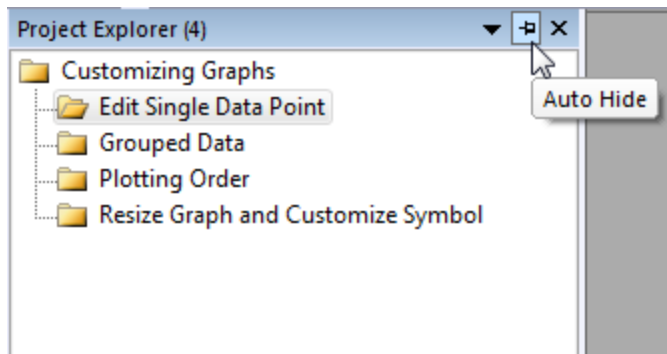 Project Explorer (4)
Auto Hide
Customizing Graphs
Edit Single Data Point
Grouped Data
Plotting Order
Resize Graph and Customize Symbol